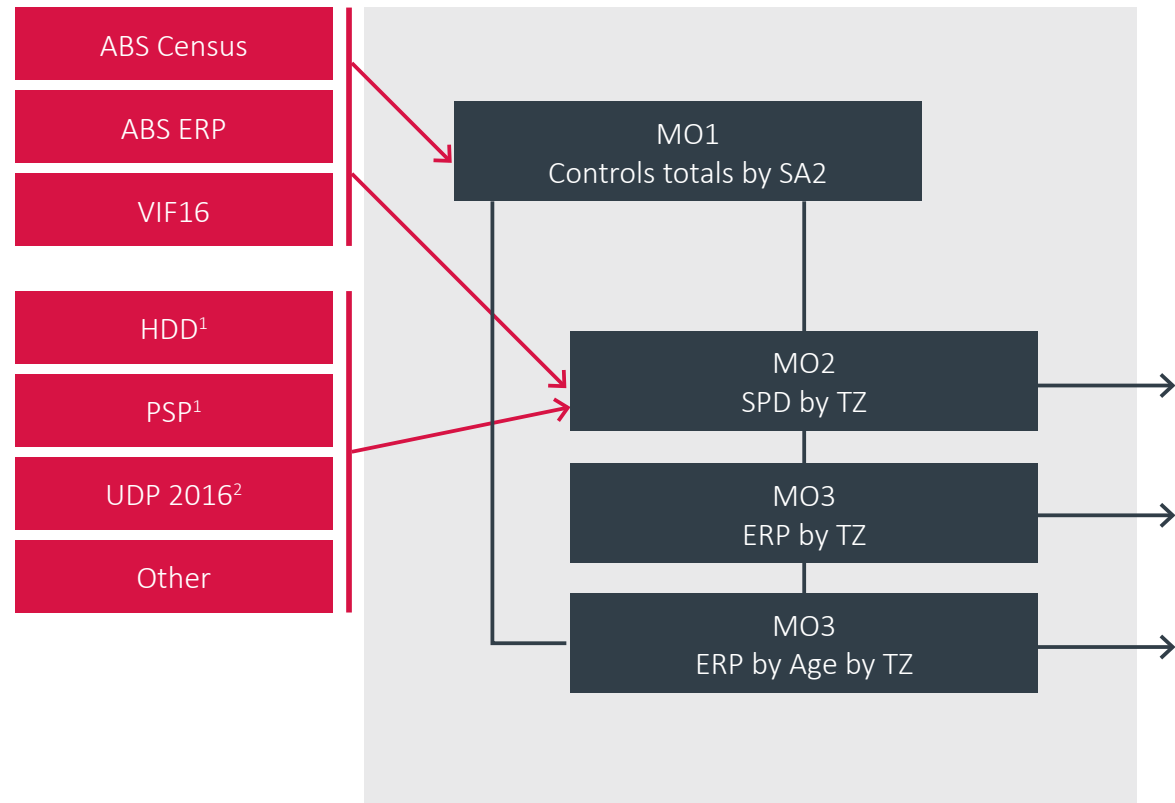 ABS Census
ABS ERP
VIF16
HDD¹
PSP¹
UDP 2016²
Other
MO1
Controls totals by SA2
MO2
SPD by TZ
MO3
ERP by TZ
MO3
ERP by Age by TZ